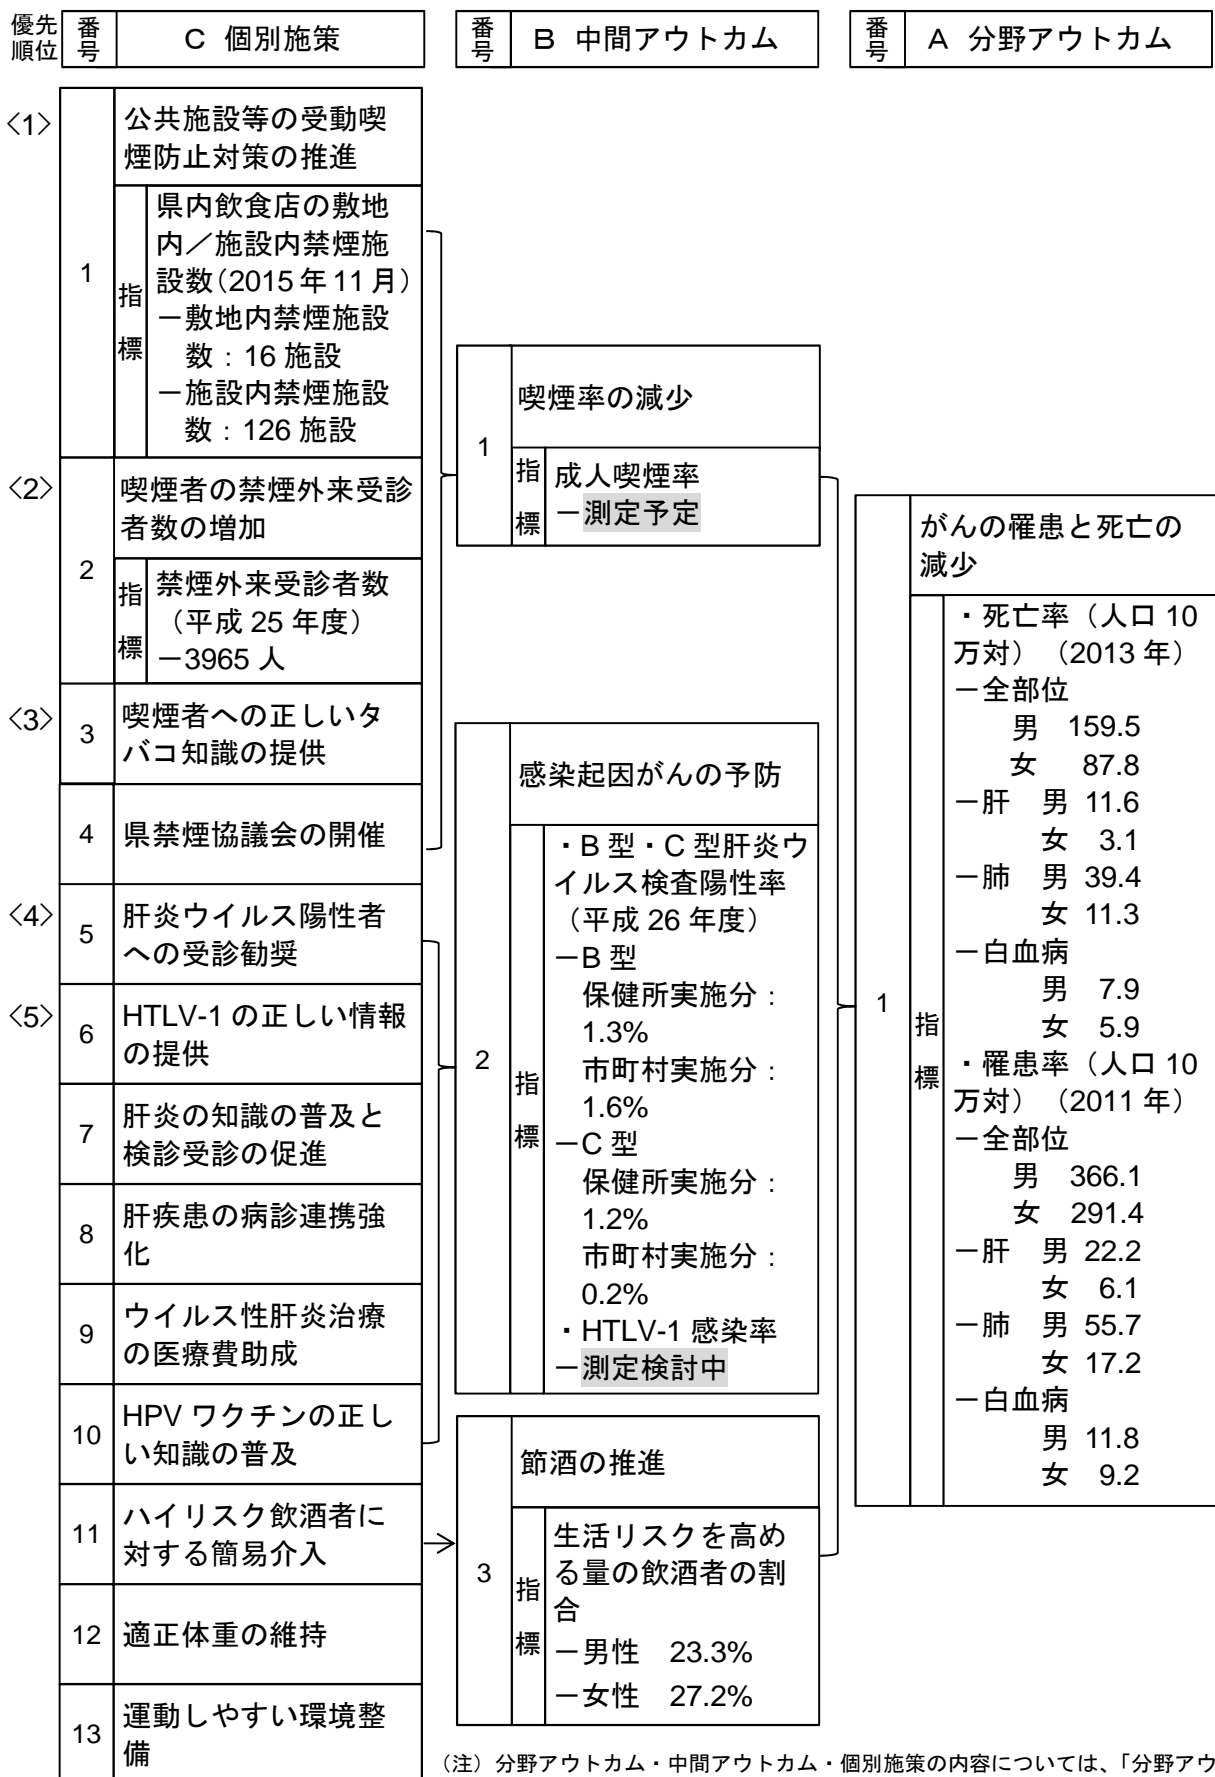 優先
順位
番
号
C 個別施策
番
号
B 中間アウトカム
番
号
A 分野アウトカム
〈1〉
1
公共施設等の受動喫
煙防止対策の推進
指
標
県内飲食店の敷地
内／施設内禁煙施
設数（2015 年 11 月）
－敷地内禁煙施設
数：16 施設
－施設内禁煙施設
数：126 施設
〈2〉
2
喫煙者の禁煙外来受診
者数の増加
指
標
禁煙外来受診者数
（平成 25 年度）
－3965 人
〈3〉
3
喫煙者への正しいタ
バコ知識の提供
4
県禁煙協議会の開催
〈4〉
5
肝炎ウイルス陽性者
への受診勧奨
〈5〉
6
HTLV-1 の正しい情報
の提供
7
肝炎の知識の普及と
検診受診の促進
8
肝疾患の病診連携強
化
9
ウイルス性肝炎治療
の医療費助成
10
HPV ワクチンの正し
い知識の普及
11
ハイリスク飲酒者に
対する簡易介入
12
適正体重の維持
13
運動しやすい環境整
備
1
喫煙率の減少
指
標
成人喫煙率
－測定予定
2
感染起因がんの予防
指
標
・B 型・C 型肝炎ウ
イルス検査陽性率
（平成 26 年度）
－B 型
保健所実施分：
1.3%
市町村実施分：
1.6%
－C 型
保健所実施分：
1.2%
市町村実施分：
0.2%
・HTLV-1 感染率
－測定検討中
3
節酒の推進
指
標
生活リスクを高め
る量の飲酒者の割
合
－男性 23.3%
－女性 27.2%
1
がんの罹患と死亡の
減少
指
標
・死亡率（人口 10
万対）（2013 年）
－全部位
男 159.5
女 87.8
－肝 男 11.6
女 3.1
－肺 男 39.4
女 11.3
－白血病
男 7.9
女 5.9
・罹患率（人口 10
万対）（2011 年）
－全部位
男 366.1
女 291.4
－肝 男 22.2
女 6.1
－肺 男 55.7
女 17.2
－白血病
男 11.8
女 9.2
（注）分野アウトカム・中間アウトカム・個別施策の内容については、「分野アウ